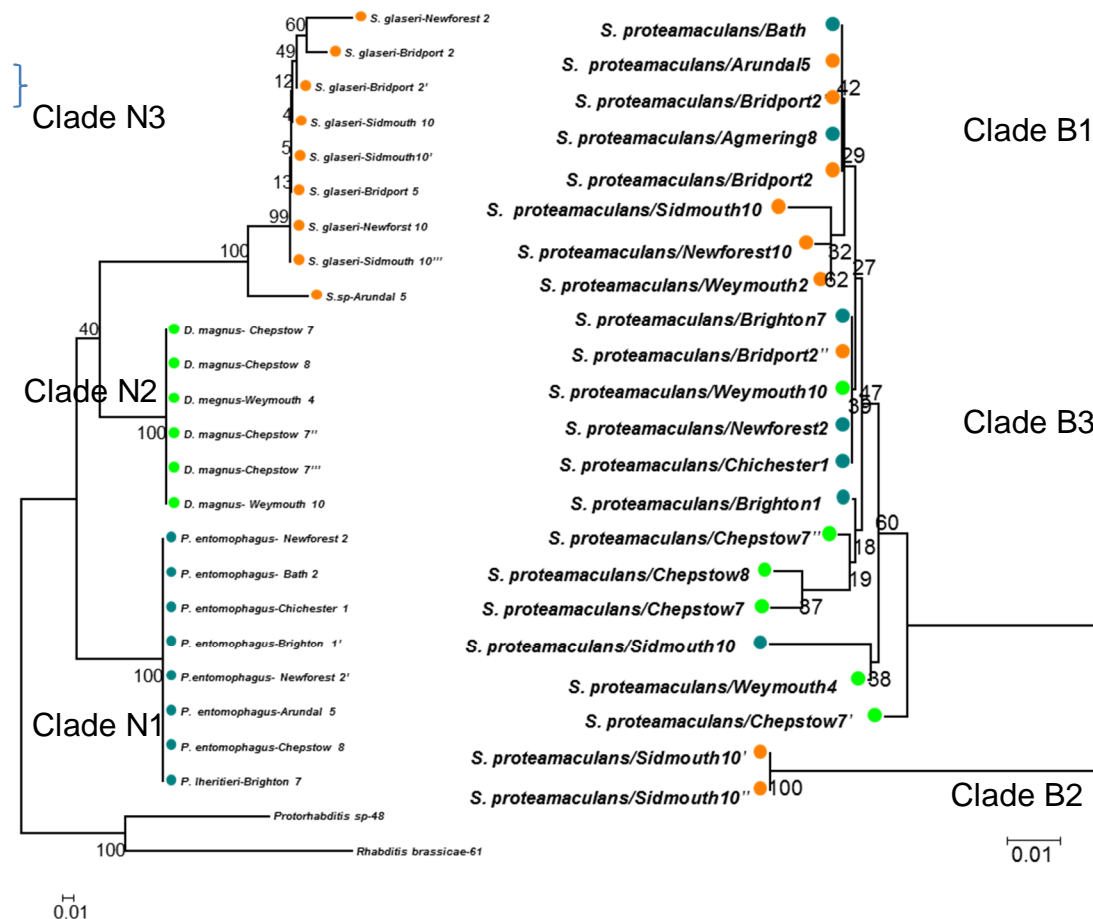 60
S. glaseri-Newforest 2
49
S. glaseri-Bridport 2
12
S. glaseri-Bridport 2'
Clade N3
4
S. glaseri-Sidmouth 10
5
S. glaseri-Sidmouth10'
13
S. glaseri-Bridport 5
99
S. glaseri-Newforst 10
100
S. glaseri-Sidmouth 10'''
S.sp-Arundal 5
40
D. magnus- Chepstow 7
D. magnus-Chepstow 8
Clade N2
D. megnus-Weymouth 4
100
D. magnus-Chepstow 7''
D. magnus-Chepstow 7'''
D. magnus- Weymouth 10
P. entomophagus- Newforest 2
P. entomophagus- Bath 2
P. entomophagus-Chichester 1
P. entomophagus-Brighton 1'
100
P.entomophagus- Newforest 2'
P. entomophagus-Arundal 5
Clade N1
P. entomophagus-Chepstow 8
P. lheritieri-Brighton 7
Protorhabditis sp-48
100
Rhabditis brassicae-61
0.01
S. proteamaculans/Bath
S. proteamaculans/Arundal5
42
S. proteamaculans/Bridport2'
Clade B1
S. proteamaculans/Agmering8
29
S. proteamaculans/Bridport2
S. proteamaculans/Sidmouth10
S. proteamaculans/Newforest10
32
27
62
S. proteamaculans/Weymouth2
S. proteamaculans/Brighton7
S. proteamaculans/Bridport2''
S. proteamaculans/Weymouth10
47
39
Clade B3
S. proteamaculans/Newforest2
S. proteamaculans/Chichester1
S. proteamaculans/Brighton1
60
S. proteamaculans/Chepstow7''
18
S. proteamaculans/Chepstow8
19
S. proteamaculans/Chepstow7
87
S. proteamaculans/Sidmouth10
38
S. proteamaculans/Weymouth4
S. proteamaculans/Chepstow7'
S. proteamaculans/Sidmouth10'
S. proteamaculans/Sidmouth10''
100
Clade B2
0.01